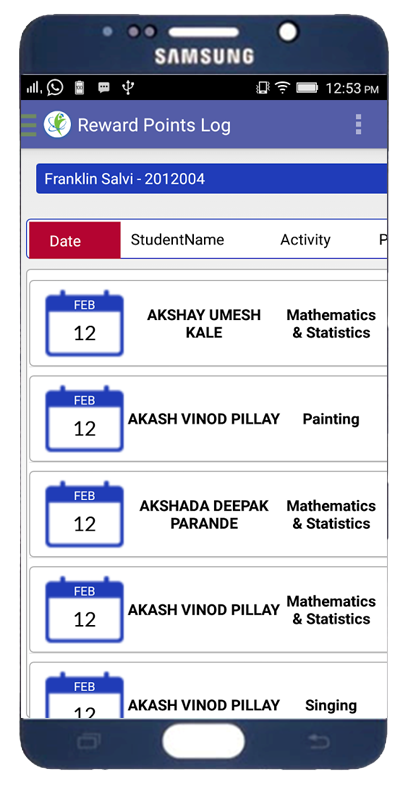 SAMSUNG
12:53 PM
Reward Points Log
Franklin Salvi - 2012004
Date StudentName Activity P
FEB
12
AKSHAY UMESH
KALE
Mathematics
& Statistics
FEB
12
AKASH VINOD PILLAY
Painting
FEB
12
AKSHADA DEEPAK
PARANDE
Mathematics
& Statistics
FEB
12
AKASH VINOD PILLAY
Mathematics
& Statistics
FEB
12
AKASH VINOD PILLAY
Singing